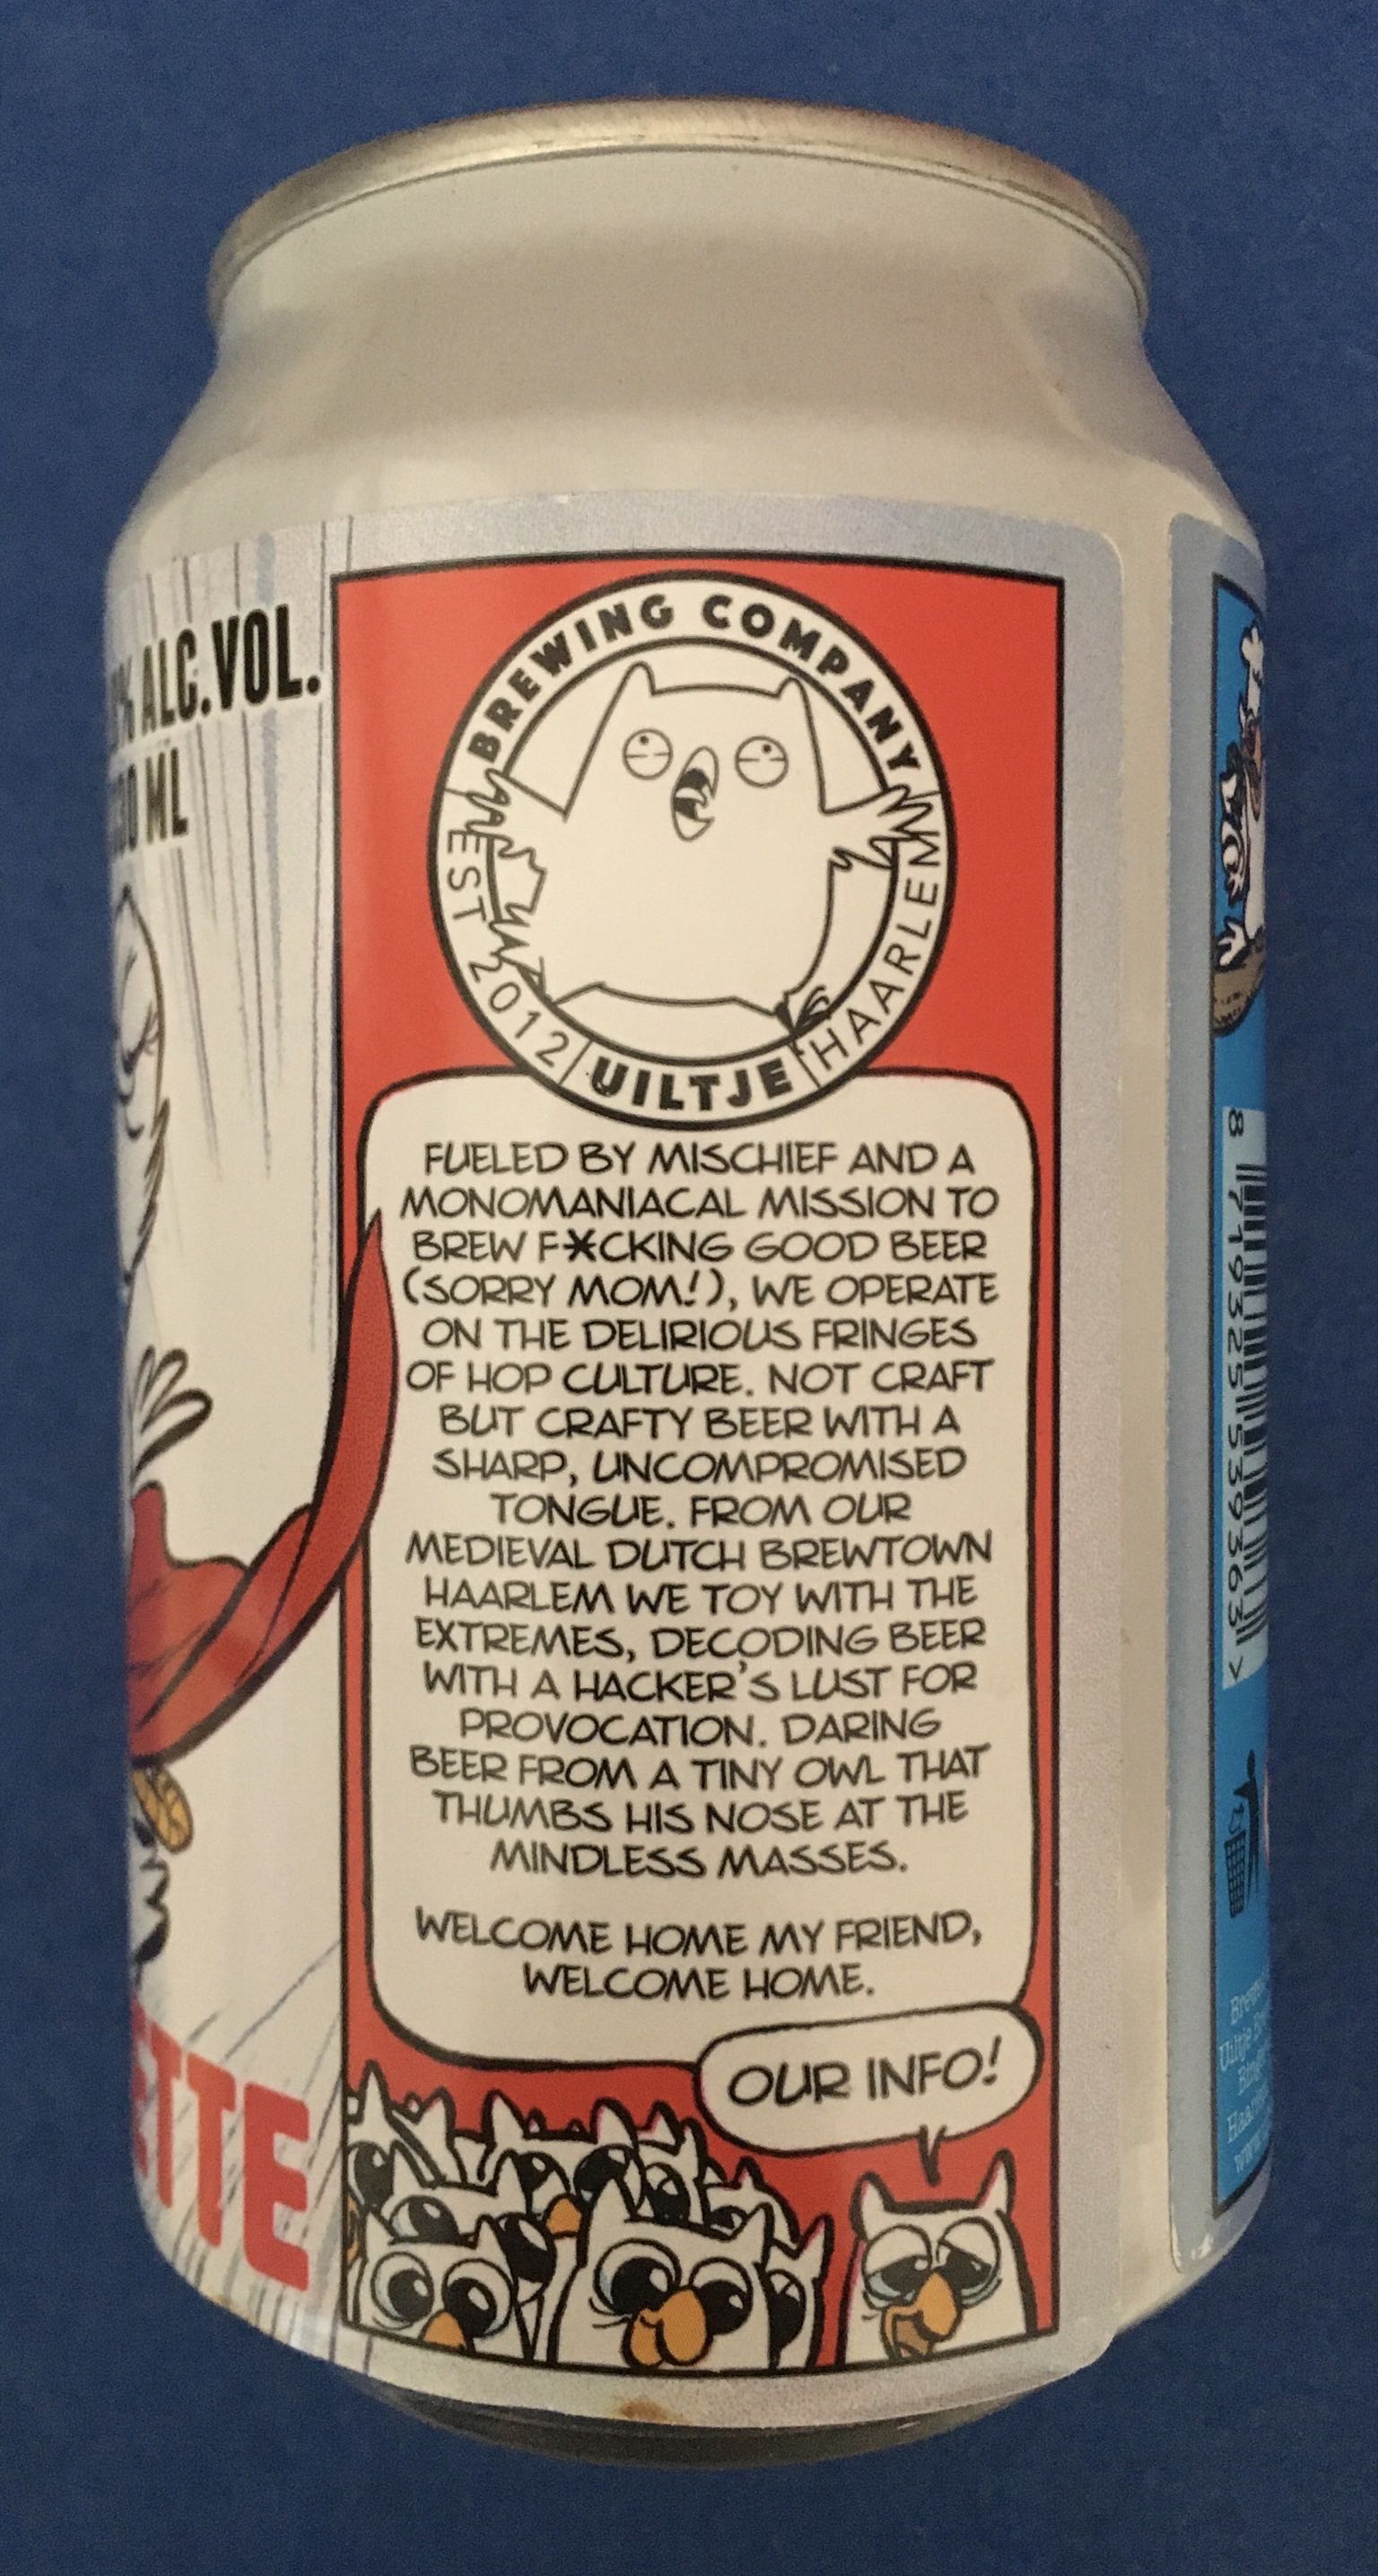 % ALC. VOL.
ML
BREWING COMPANY
EST 2012
UILTJE
HAARLEM
FUELED BY MISCHIEF AND A
MONOMANIACAL MISSION TO
BREW F*CKING GOOD BEER
(SORRY MOM!), WE OPERATE
ON THE DELIRIOUS FRINGES
OF HOP CULTURE. NOT CRAFT
BUT CRAFTY BEER WITH A
SHARP, UNCOMPROMISED
TONGUE. FROM OUR
MEDIEVAL DUTCH BREWTOWN
HAARLEM WE TOY WITH THE
EXTREMES, DECODING BEER
WITH A HACKER'S LUST FOR
PROVOCATION. DARING
BEER FROM A TINY OWL THAT
THUMBS HIS NOSE AT THE
MINDLESS MASSES.
WELCOME HOME MY FRIEND,
WELCOME HOME.
OUR INFO!
ETTE
8 719325 539363 >